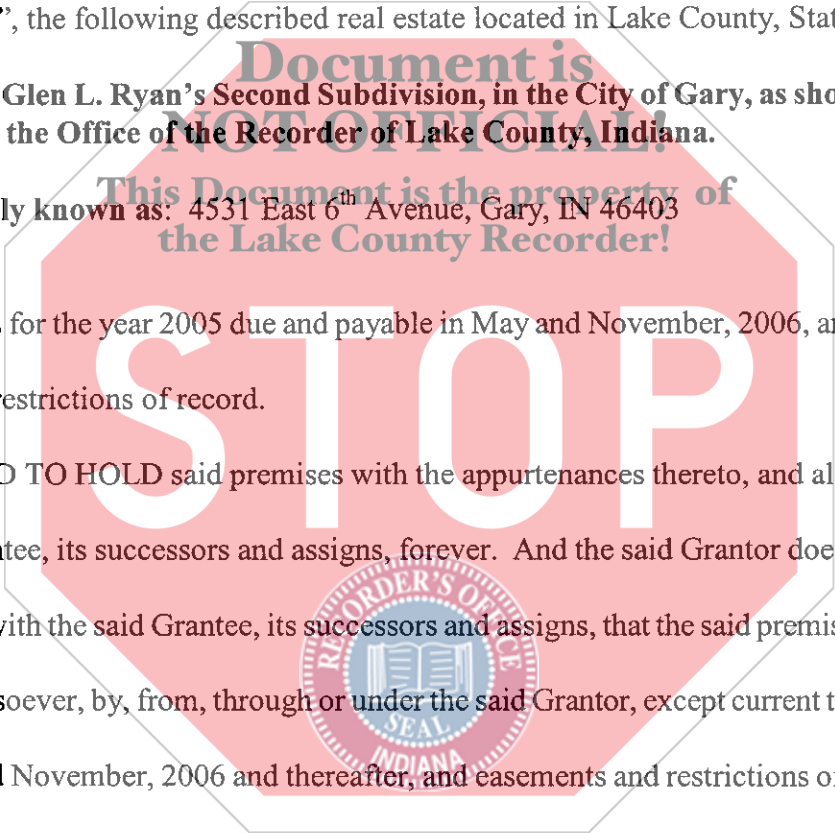 ”, the following described real estate located in Lake County, Stat
Document is
Glen L. Ryan’s Second Subdivision, in the City of Gary, as sho
NOT OFFICIAL!
the Office of the Recorder of Lake County, Indiana.
This Document is the property of
ly known as: 4531 East 6th Avenue, Gary, IN 46403
the Lake County Recorder!
for the year 2005 due and payable in May and November, 2006, an
STOP
restrictions of record.
D TO HOLD said premises with the appurtenances thereto, and al
tee, its successors and assigns, forever. And the said Grantor doe
with the said Grantee, its successors and assigns, that the said premis
soever, by, from, through or under the said Grantor, except current t
November, 2006 and thereafter, and easements and restrictions o
RECORDER'S OFFICE
SEAL
INDIANA